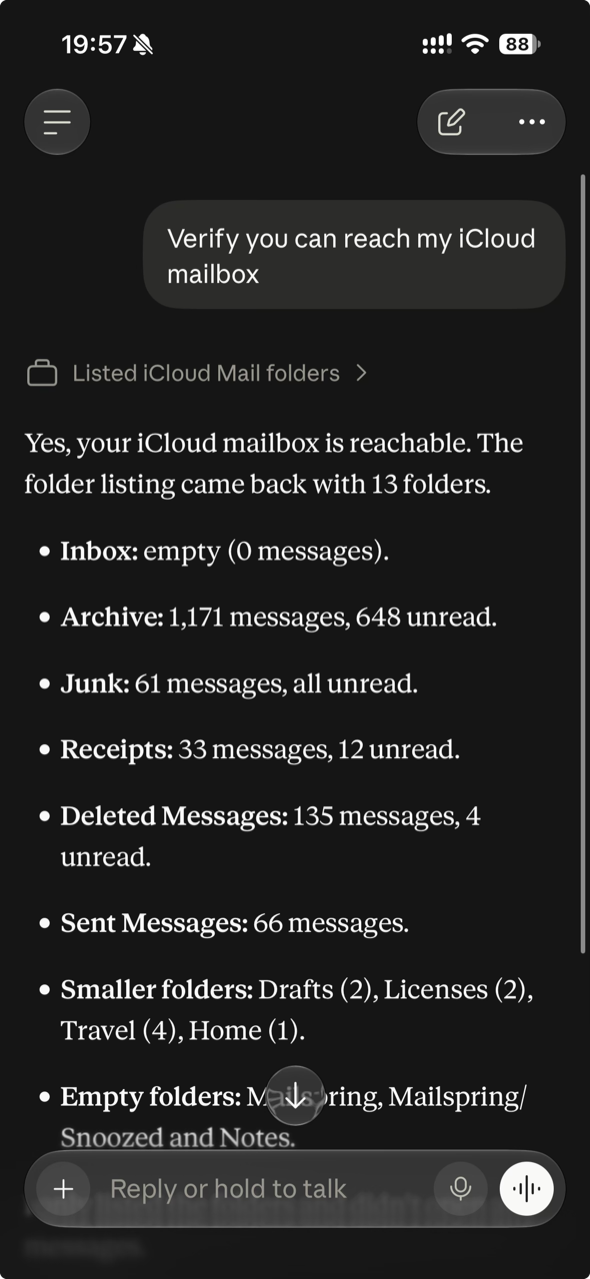 19:57
88
Verify you can reach my iCloud
mailbox
Listed iCloud Mail folders
Yes, your iCloud mailbox is reachable. The
folder listing came back with 13 folders.
• Inbox: empty (0 messages).
• Archive: 1,171 messages, 648 unread.
• Junk: 61 messages, all unread.
• Receipts: 33 messages, 12 unread.
• Deleted Messages: 135 messages, 4
unread.
• Sent Messages: 66 messages.
• Smaller folders: Drafts (2), Licenses (2),
Travel (4), Home (1).
• Empty folders: Mailspring, Mailspring/
Snoozed and Notes.
Reply or hold to talk
messages.